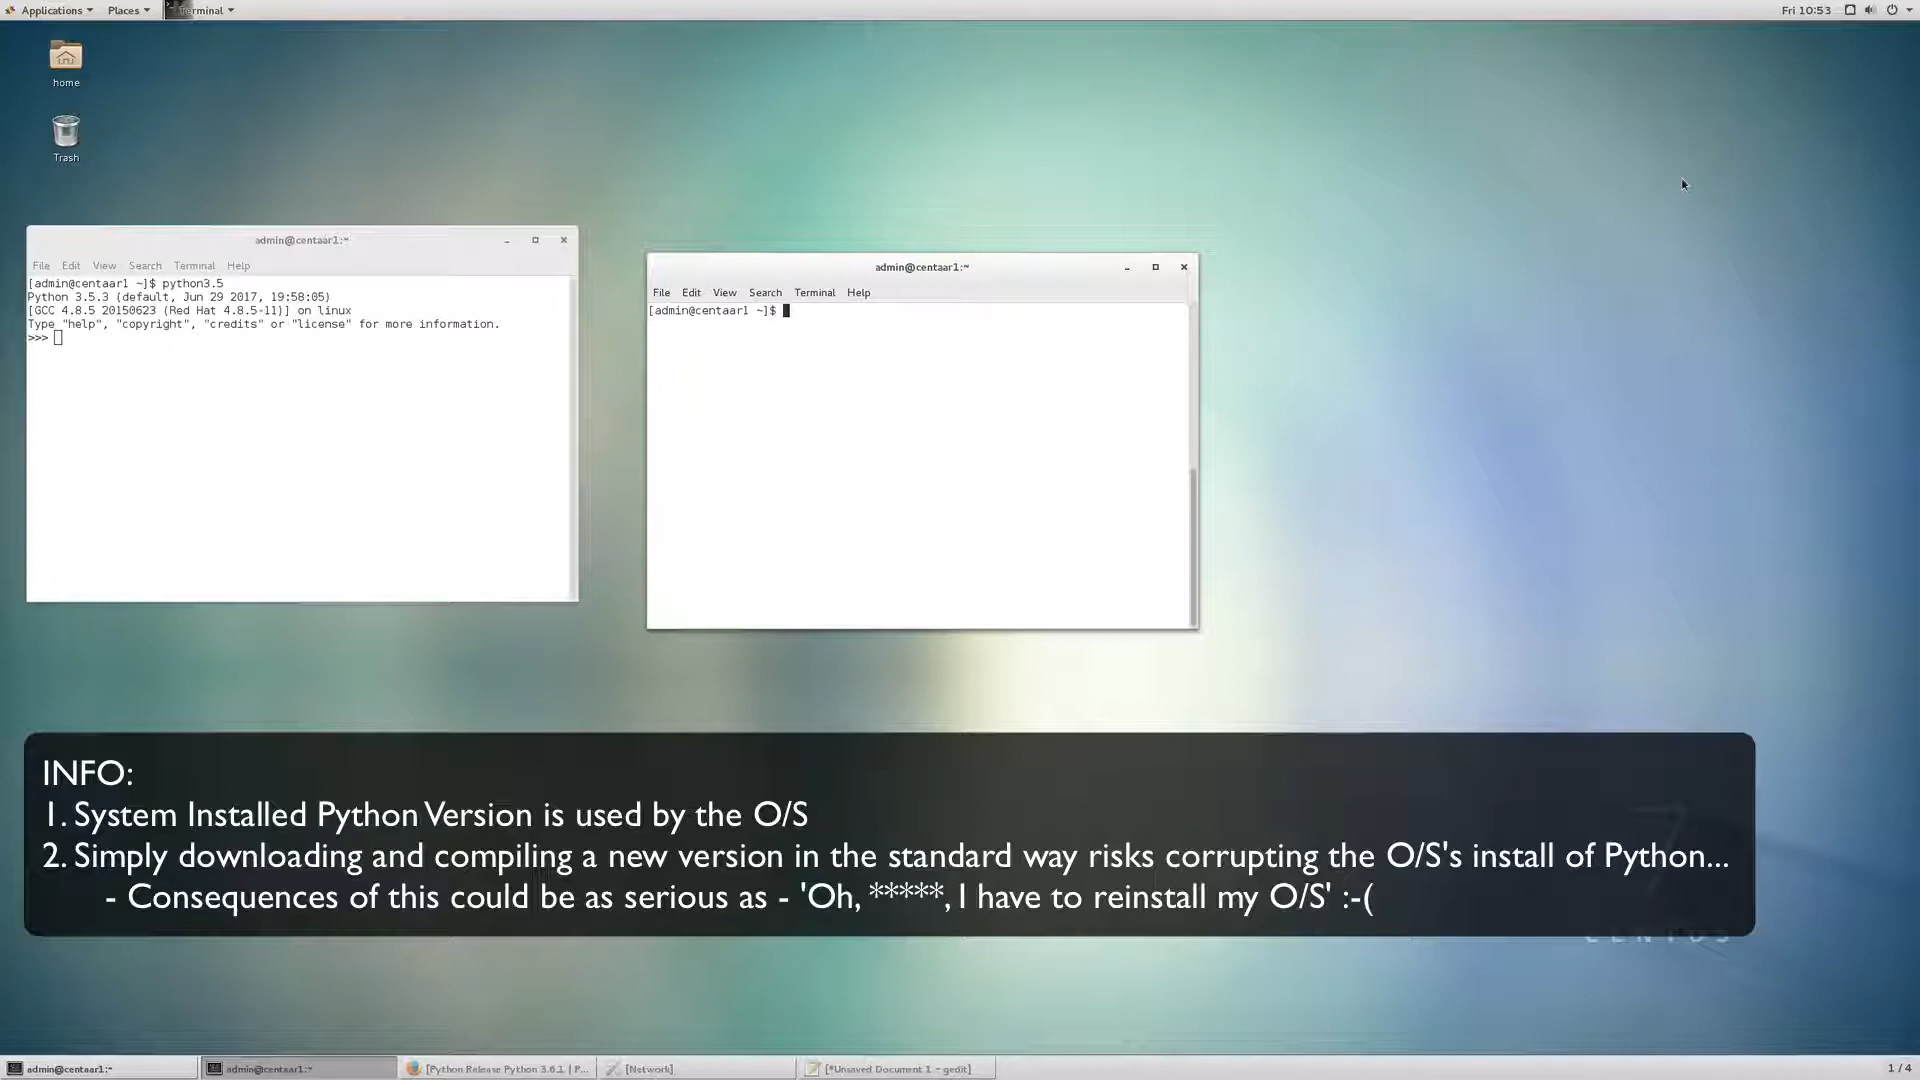 Applications
Places
Terminal
Fri 10:53
home
Trash
admin@centaar1:~
File Edit View Search Terminal Help
[admin@centaar1 ~]$ python3.5
Python 3.5.3 (default, Jun 29 2017, 19:58:05)
[GCC 4.8.5 20150623 (Red Hat 4.8.5-11)] on linux
Type "help", "copyright", "credits" or "license" for more information.
>>>
admin@centaar1:~
File Edit View Search Terminal Help
[admin@centaar1 ~]$
INFO:
1. System Installed Python Version is used by the O/S
2. Simply downloading and compiling a new version in the standard way risks corrupting the O/S's install of Python...
- Consequences of this could be as serious as - 'Oh, *****, I have to reinstall my O/S' :-(
7
CENTOS
admin@centaar1:~
admin@centaar1:~
[Python Release Python 3.6.1 | P...
[Network]
[*Unsaved Document 1 - gedit]
1 / 4